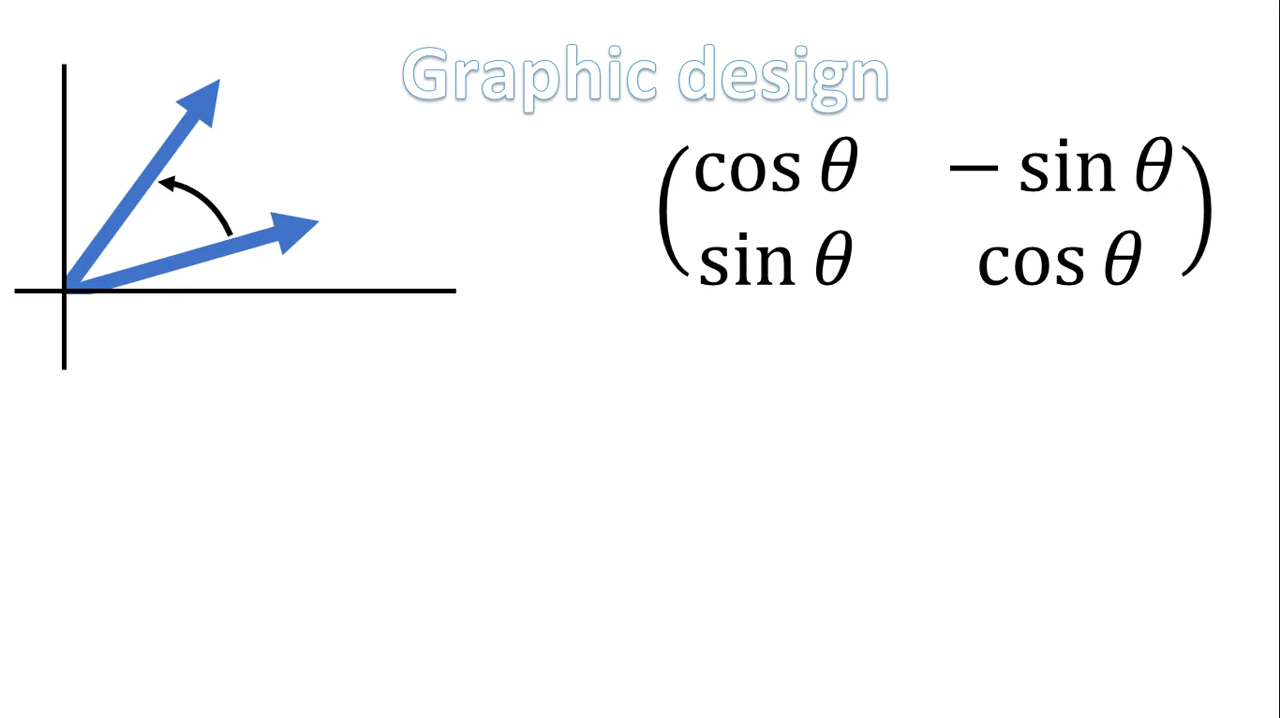 Graphic design
cos θ − sin θ
sin θ cos θ